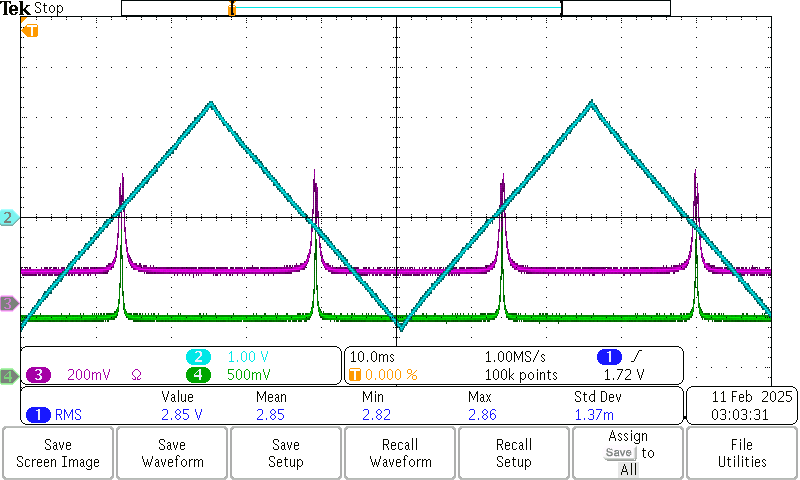 Tek Stop
T
2
3
4
2 1.00 V
3 200mV Ω 4 500mV
10.0ms 1.00MS/s 1
T 0.000 % 100k points 1.72 V
Value Mean Min Max Std Dev
1 RMS 2.85 V 2.85 2.82 2.86 1.37m
11 Feb 2025
03:03:31
Save
Screen Image
Save
Waveform
Save
Setup
Recall
Waveform
Recall
Setup
Assign
Save to
All
File
Utilities